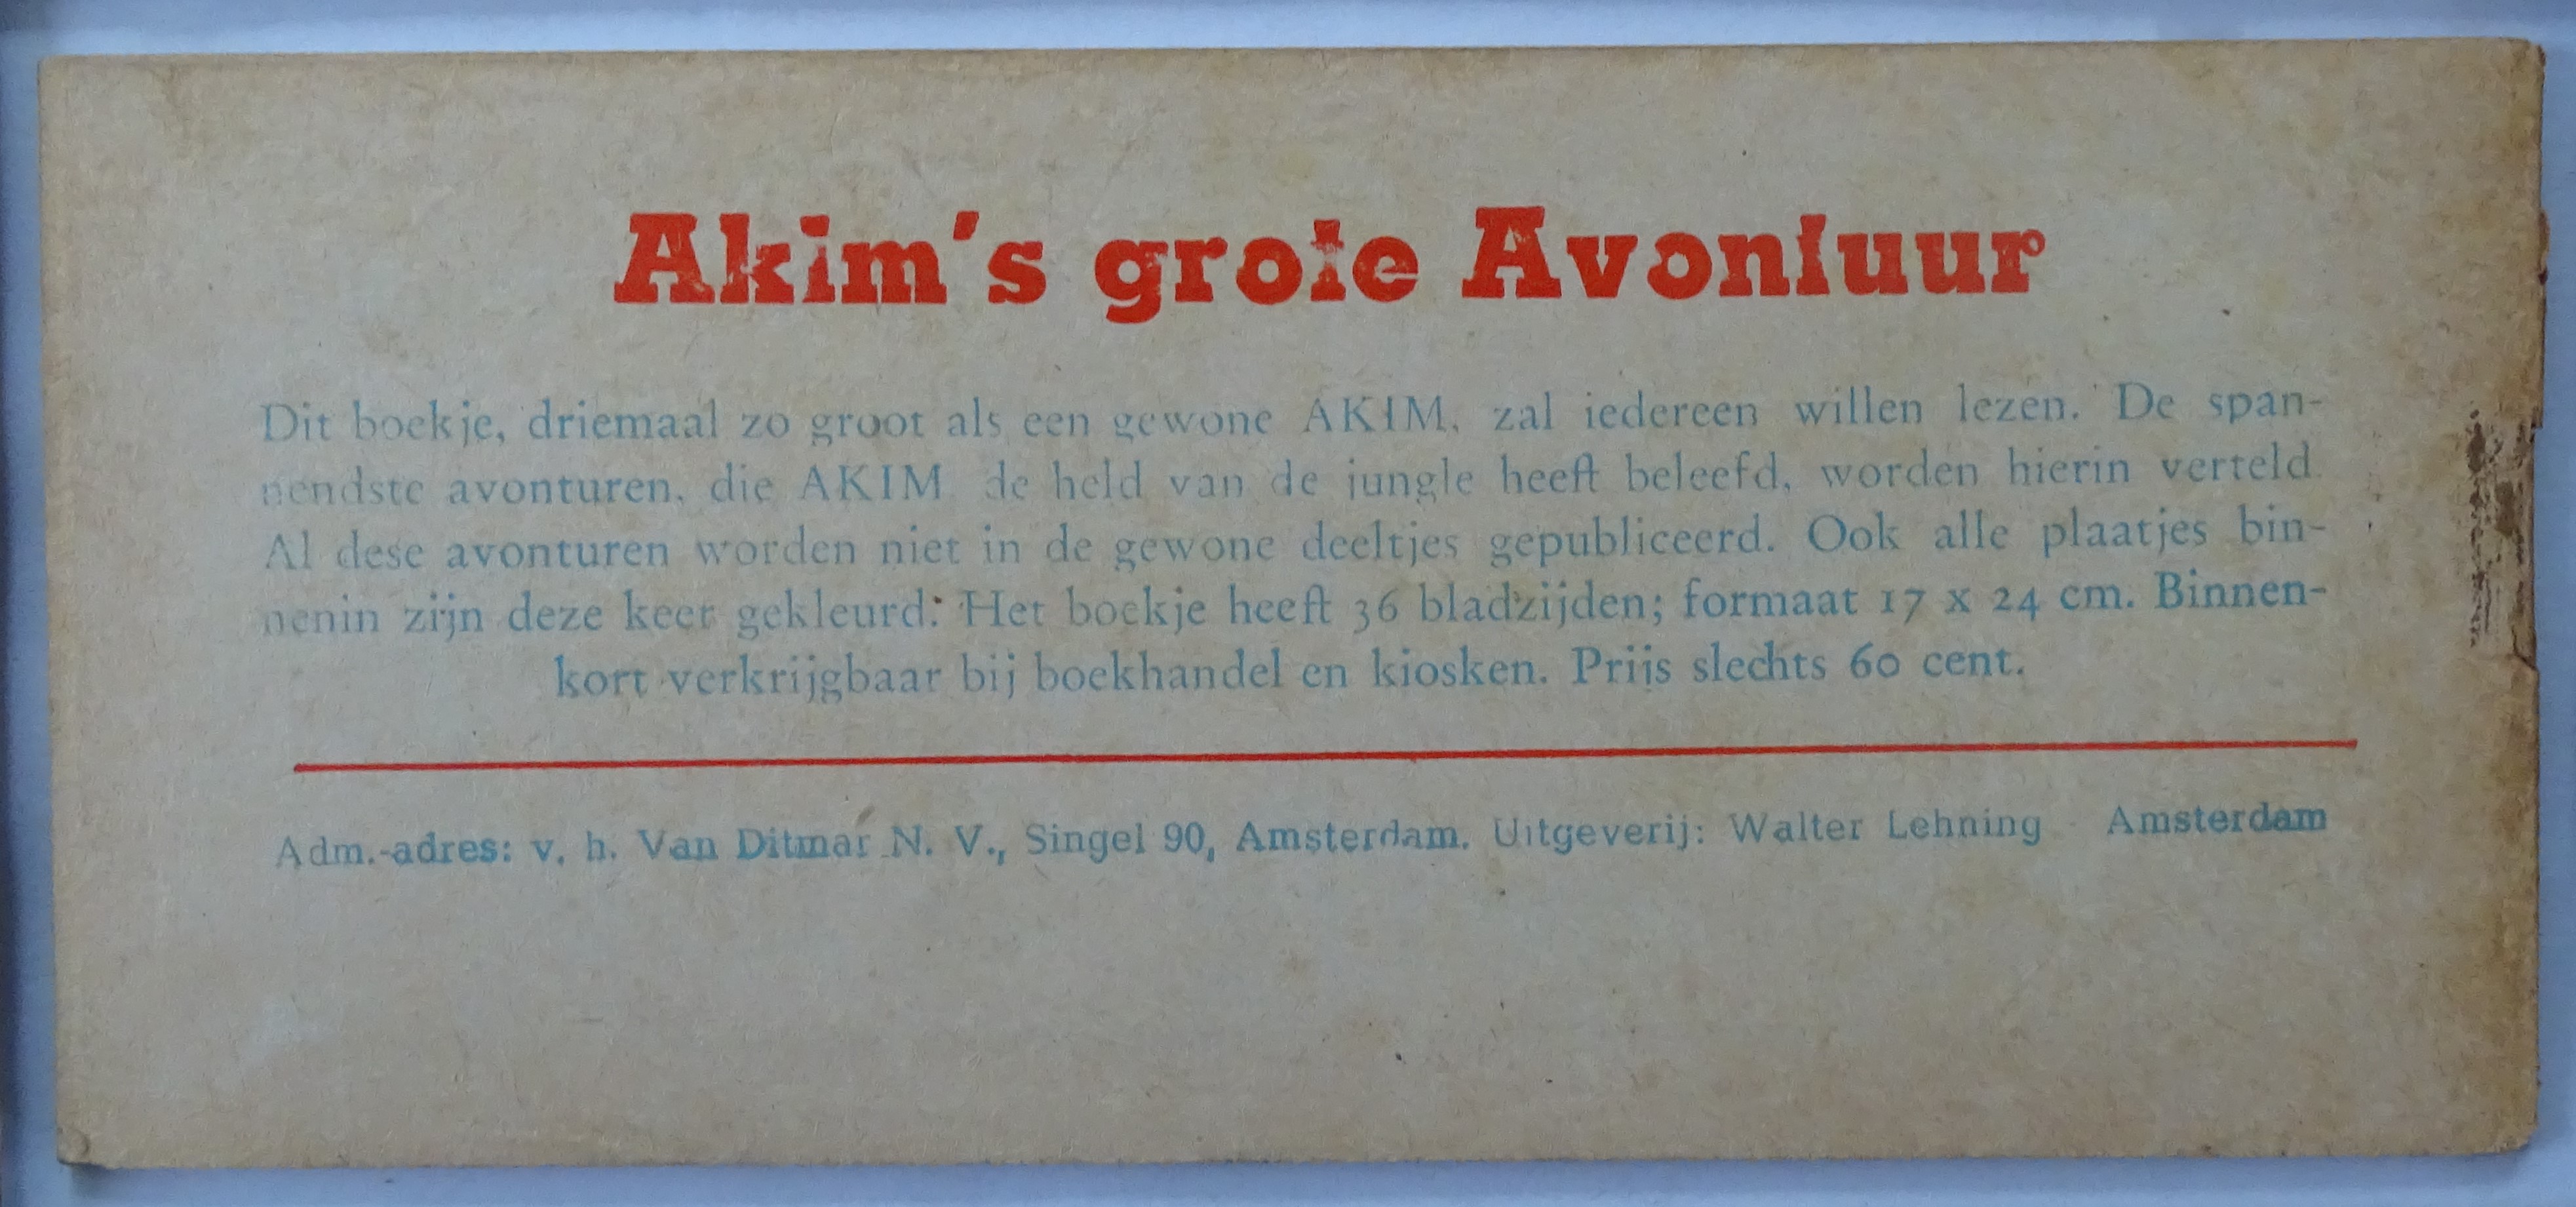 Akim's grote Avontuur
Dit boekje, driemaal zo groot als een gewone AKIM, zal iedereen willen lezen. De span-
nendste avonturen, die AKIM de held van de jungle heeft beleefd, worden hierin verteld.
Al dese avonturen worden niet in de gewone deeltjes gepubliceerd. Ook alle plaatjes bin-
nenin zijn deze keer gekleurd. Het boekje heeft 36 bladzijden; formaat 17 x 24 cm. Binnen-
kort verkrijgbaar bij boekhandel en kiosken. Prijs slechts 60 cent.
Adm.-adres: v. h. Van Ditmar N. V., Singel 90, Amsterdam. Uitgeverij: Walter Lehning - Amsterdam